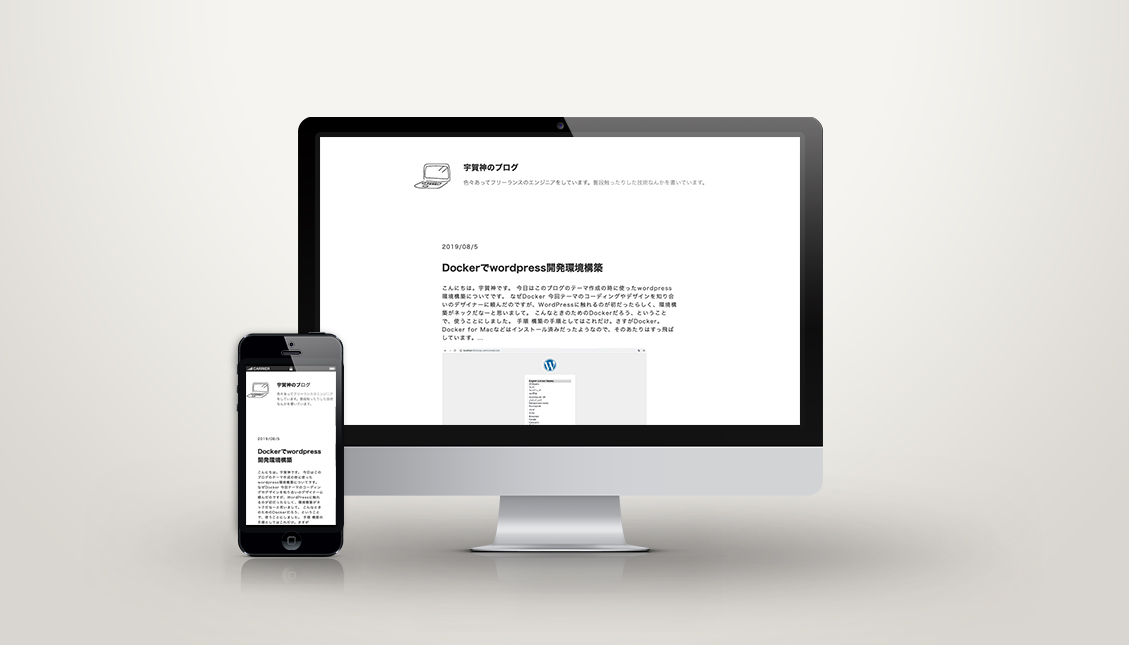 宇賀神のブログ
色々あってフリーランスのエンジニアをしています。普段触ったりした技術なんかを書いています。
2019/08/5
Dockerでwordpress開発環境構築
こんにちは。宇賀神です。 今日はこのブログのテーマ作成の時に使ったwordpress
環境構築についてです。 なぜDocker 今回テーマのコーディングやデザインを知り合
いのデザイナーに頼んだのですが、WordPressに触れるのが初だったらしく、環境構
築がネックだなーと思いまして。 こんなときのためのDockerだろう、ということ
で、使うことにしました。 手順 構築の手順としてはこれだけ。さすがDocker。
Docker for Macなどはインストール済みだったようなので、そのあたりはすっ飛ば
しています。...
CARRIER
宇賀神のブログ
色々あってフリーランスのエンジニア
をしています。普段触ったりした技術
なんかを書いています。
2019/08/5
Dockerでwordpress
開発環境構築
こんにちは。宇賀神です。 今日はこの
ブログのテーマ作成の時に使った
wordpress環境構築についてです。
なぜDocker 今回テーマのコーディン
グやデザインを知り合いのデザイナーに
頼んだのですが、WordPressに触れ
るのが初だったらしく、環境構築がネ
ックだなーと思いまして。 こんなとき
のためのDockerだろう、ということ
で、使うことにしました。 手順 構築の
手順としてはこれだけ。さすが